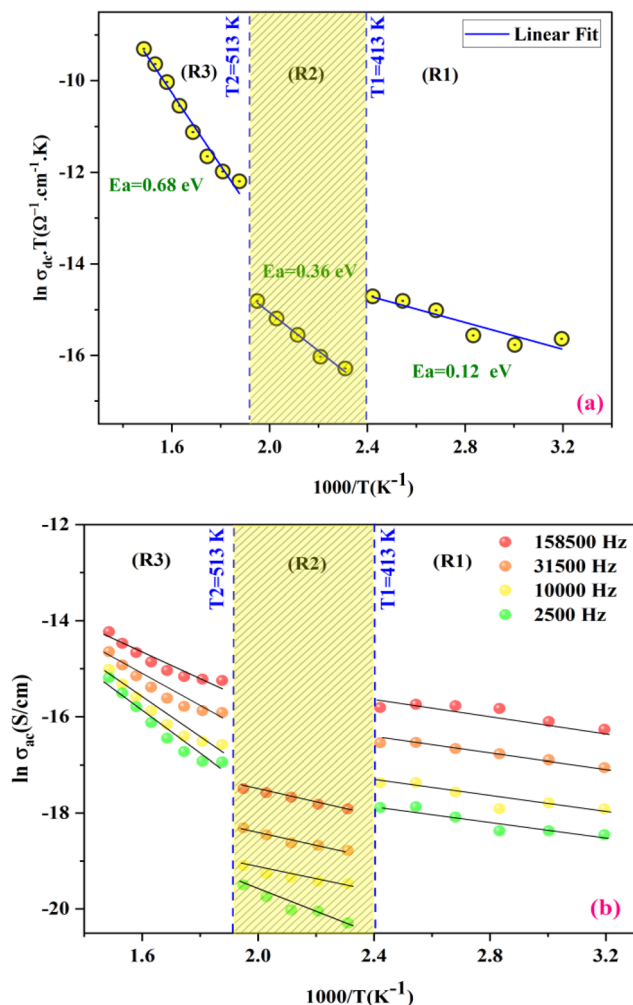 Linear Fit
(R3)
T2=513 K
(R2)
T1=413 K
(R1)
Ea=0.68 eV
Ea=0.36 eV
Ea=0.12 eV
-10
-12
-14
-16
ln σdc.T(Ω⁻¹.cm⁻¹.K)
(a)
1.6 2.0 2.4 2.8 3.2
1000/T(K⁻¹)
-12
-14
-16
-18
-20
ln σac(S/cm)
(R3)
T2=513 K
(R2)
T1=413 K
(R1)
158500 Hz
31500 Hz
10000 Hz
2500 Hz
(b)
1.6 2.0 2.4 2.8 3.2
1000/T(K⁻¹)